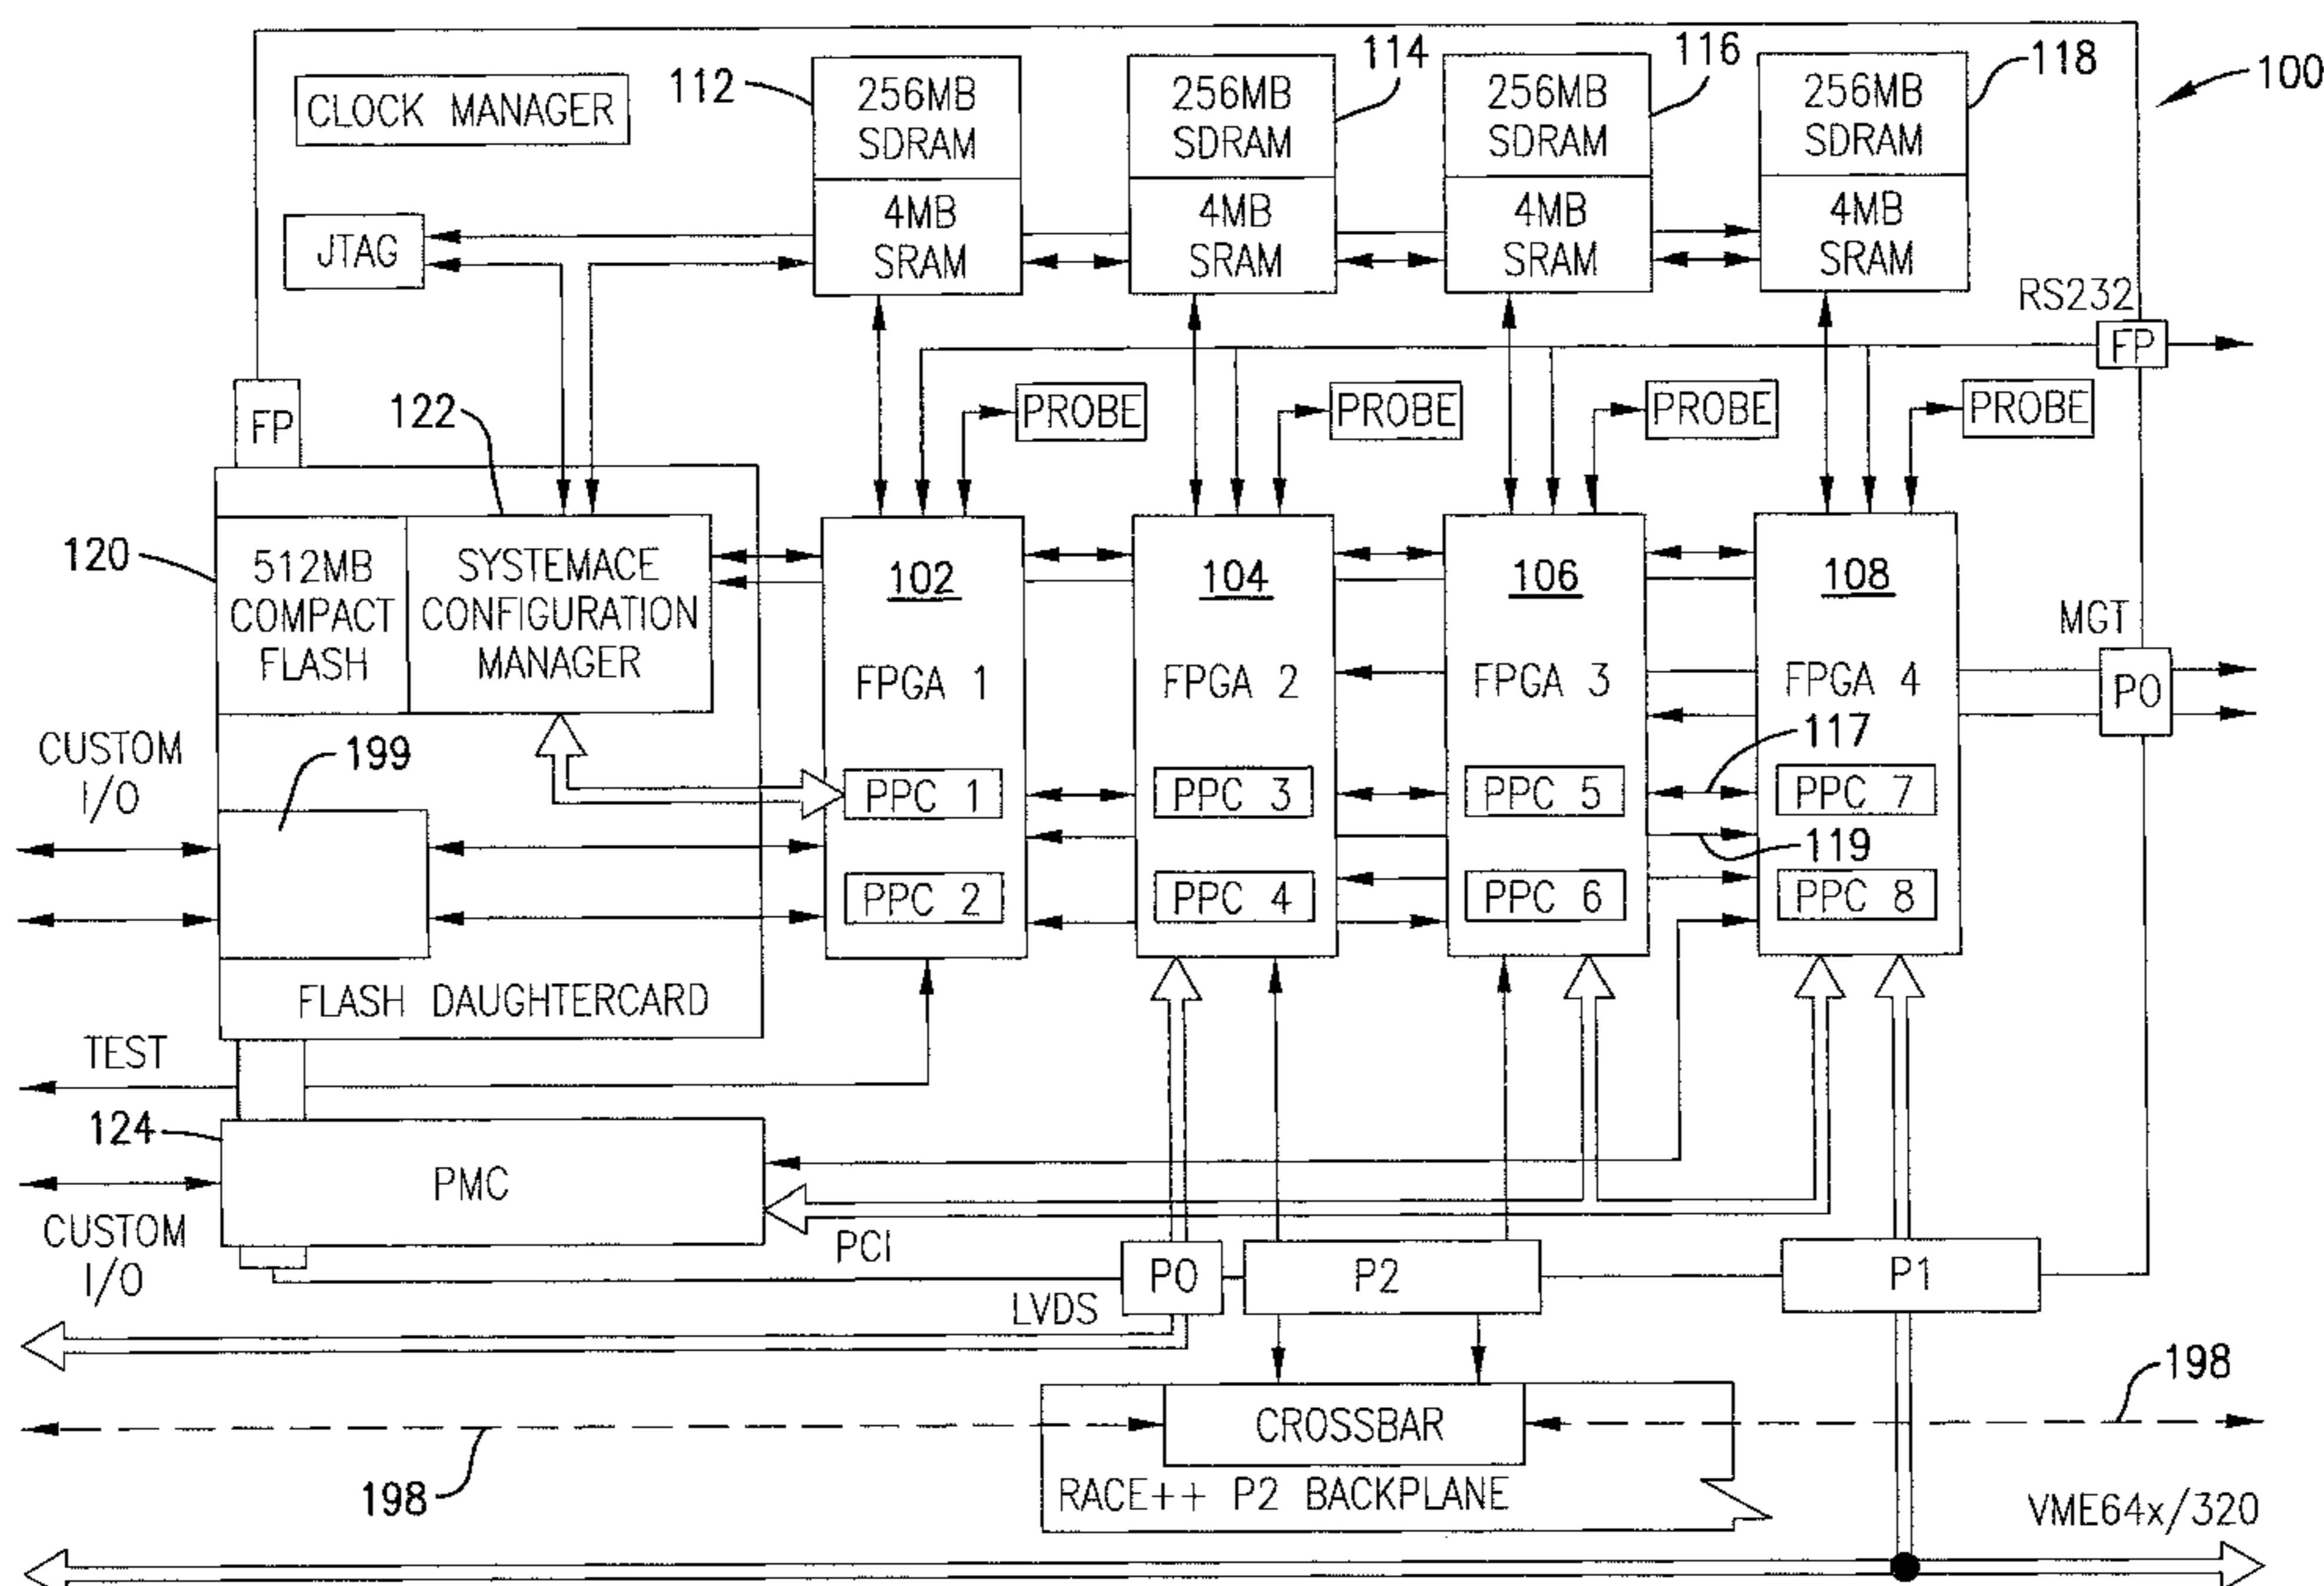 100
CLOCK MANAGER
112
256MB
SDRAM
4MB
SRAM
114
256MB
SDRAM
4MB
SRAM
116
256MB
SDRAM
4MB
SRAM
118
256MB
SDRAM
4MB
SRAM
JTAG
RS232
FP
FP
122
PROBE
PROBE
PROBE
PROBE
120
512MB
COMPACT
FLASH
SYSTEMACE
CONFIGURATION
MANAGER
102
FPGA 1
PPC 1
PPC 2
104
FPGA 2
PPC 3
PPC 4
106
FPGA 3
PPC 5
PPC 6
108
FPGA 4
PPC 7
PPC 8
MGT
P0
117
119
CUSTOM
I/O
199
FLASH DAUGHTERCARD
TEST
124
PMC
CUSTOM
I/O
PCI
LVDS
P0
P2
P1
198
CROSSBAR
RACE++ P2 BACKPLANE
198
VME64x/320